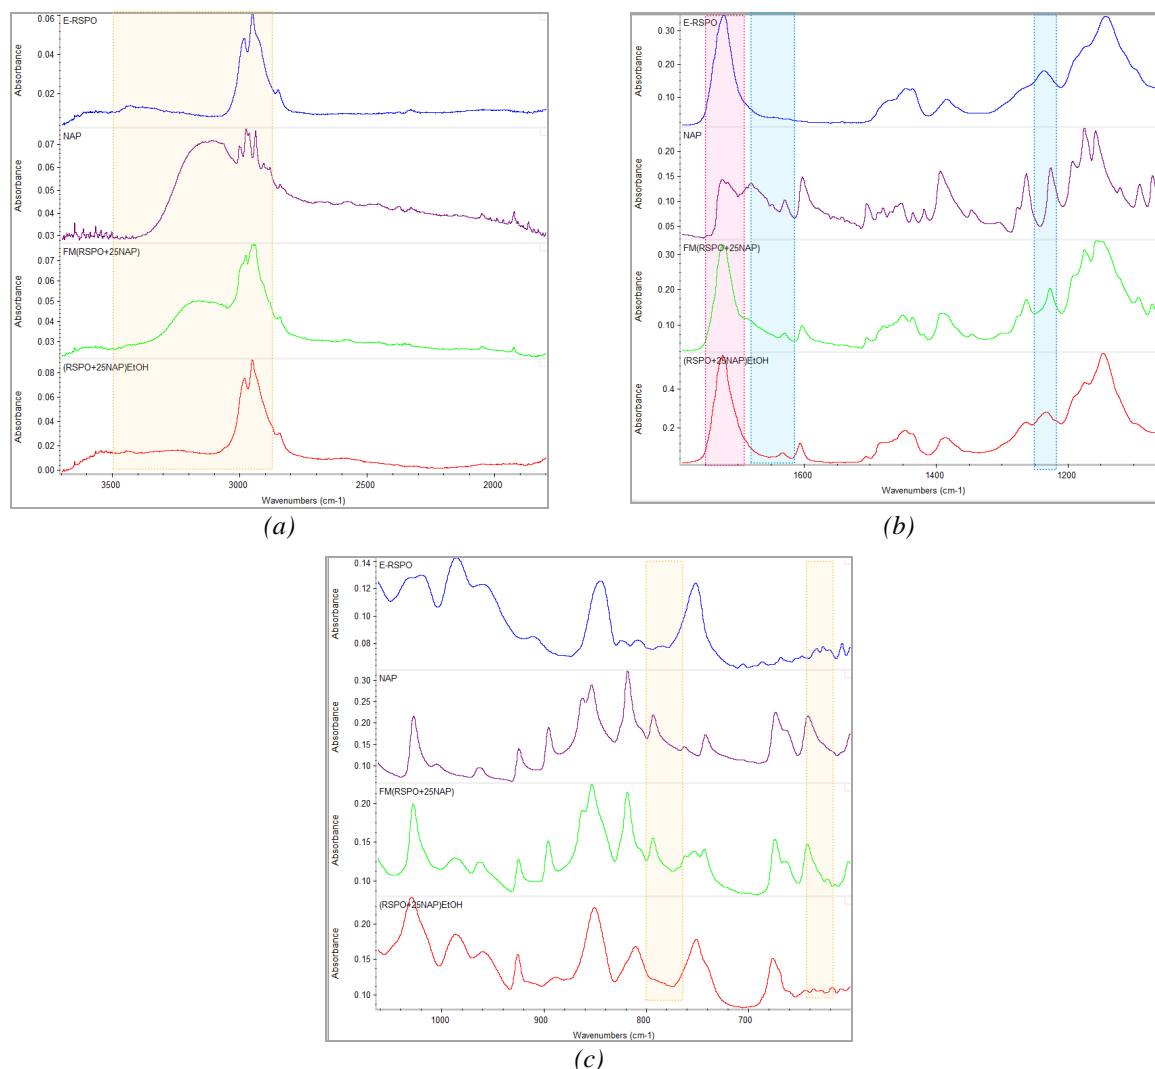 E-RSPO
0.06
0.04
0.02
Absorbance
NAP
0.07
0.06
0.05
0.04
0.03
Absorbance
FM(RSPO+25NAP)
0.07
0.05
0.03
Absorbance
(RSPO+25NAP)EtOH
0.08
0.06
0.04
0.02
0.00
Absorbance
3500 3000 2500 2000
Wavenumbers (cm-1)
(a)
E-RSPO
0.30
0.20
0.10
Absorbance
NAP
0.20
0.15
0.10
0.05
Absorbance
FM(RSPO+25NAP)
0.30
0.20
0.10
Absorbance
(RSPO+25NAP)EtOH
0.4
0.2
Absorbance
1600 1400 1200
Wavenumbers (cm-1)
(b)
E-RSPO
0.14
0.12
0.10
0.08
Absorbance
NAP
0.30
0.25
0.20
0.15
0.10
Absorbance
FM(RSPO+25NAP)
0.20
0.15
0.10
Absorbance
(RSPO+25NAP)EtOH
0.20
0.15
0.10
Absorbance
1000 900 800 700
Wavenumbers (cm-1)
(c)